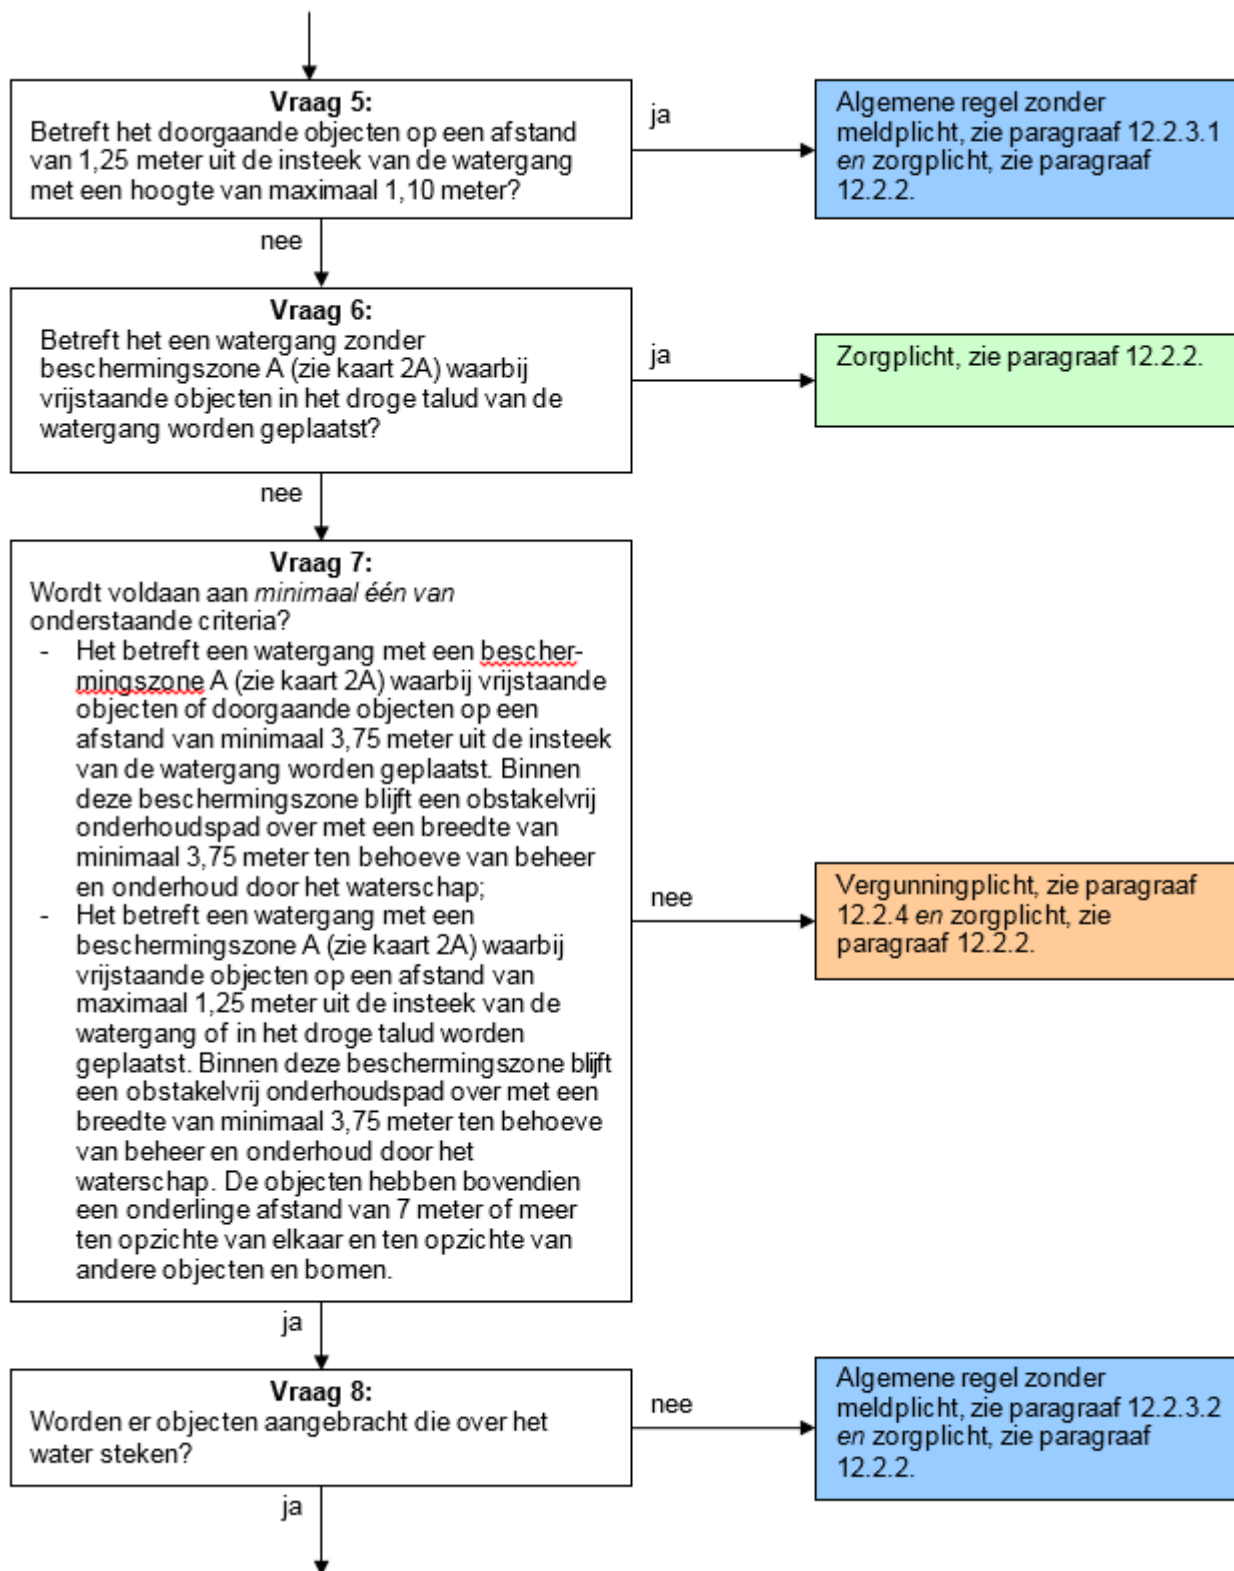 Vraag 5:
Betreft het doorgaande objecten op een afstand
van 1,25 meter uit de insteek van de watergang
met een hoogte van maximaal 1,10 meter?
ja
Algemene regel zonder
meldplicht, zie paragraaf 12.2.3.1
en zorgplicht, zie paragraaf
12.2.2.
nee
Vraag 6:
Betreft het een watergang zonder
beschermingszone A (zie kaart 2A) waarbij
vrijstaande objecten in het droge talud van de
watergang worden geplaatst?
ja
Zorgplicht, zie paragraaf 12.2.2.
nee
Vraag 7:
Wordt voldaan aan minimaal één van
onderstaande criteria?
- Het betreft een watergang met een bescher-
mingszone A (zie kaart 2A) waarbij vrijstaande
objecten of doorgaande objecten op een
afstand van minimaal 3,75 meter uit de insteek
van de watergang worden geplaatst. Binnen
deze beschermingszone blijft een obstakelvrij
onderhoudspad over met een breedte van
minimaal 3,75 meter ten behoeve van beheer
en onderhoud door het waterschap;
- Het betreft een watergang met een
beschermingszone A (zie kaart 2A) waarbij
vrijstaande objecten op een afstand van
maximaal 1,25 meter uit de insteek van de
watergang of in het droge talud worden
geplaatst. Binnen deze beschermingszone blijft
een obstakelvrij onderhoudspad over met een
breedte van minimaal 3,75 meter ten behoeve
van beheer en onderhoud door het
waterschap. De objecten hebben bovendien
een onderlinge afstand van 7 meter of meer
ten opzichte van elkaar en ten opzichte van
andere objecten en bomen.
nee
Vergunningplicht, zie paragraaf
12.2.4 en zorgplicht, zie
paragraaf 12.2.2.
ja
Vraag 8:
Worden er objecten aangebracht die over het
water steken?
nee
Algemene regel zonder
meldplicht, zie paragraaf 12.2.3.2
en zorgplicht, zie paragraaf
12.2.2.
ja